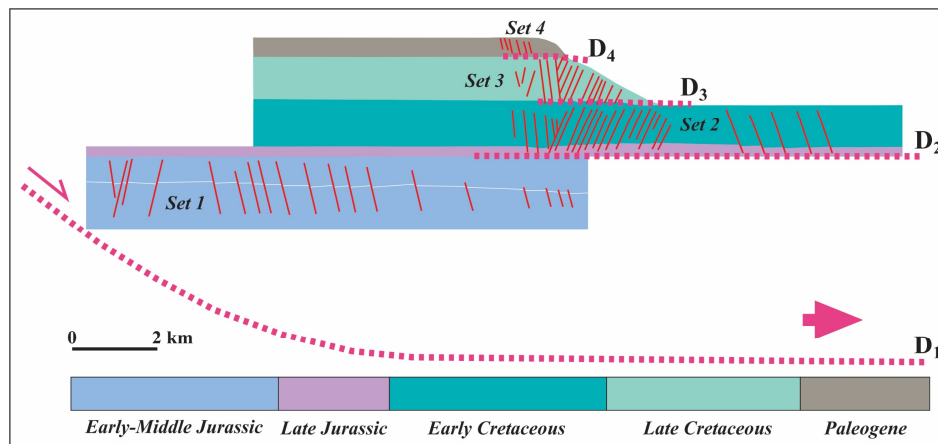 Set 4
D4
Set 3
D3
Set 2
D2
Set 1
0 2 km
D1
Early-Middle Jurassic Late Jurassic Early Cretaceous Late Cretaceous Paleogene